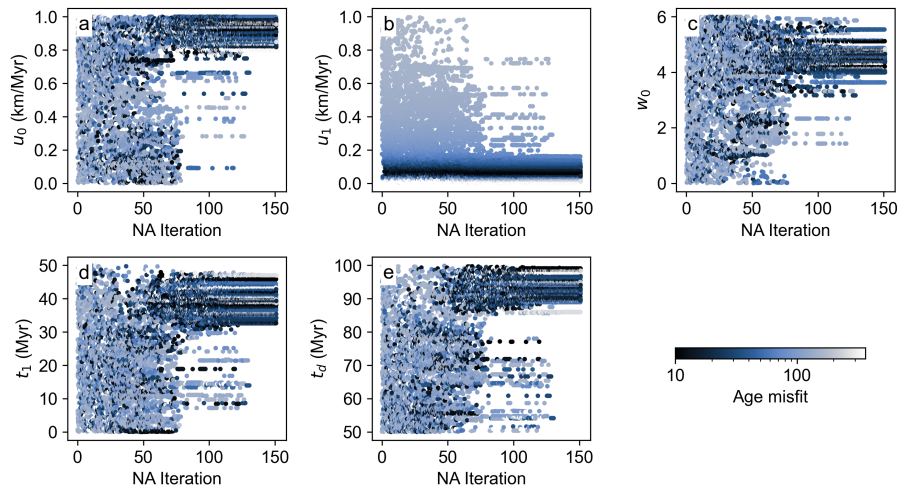 a
1.0
0.8
0.6
0.4
0.2
0.0
u0 (km/Myr)
0 50 100 150
NA Iteration
b
1.0
0.8
0.6
0.4
0.2
0.0
u1 (km/Myr)
0 50 100 150
NA Iteration
c
6
4
2
0
w0
0 50 100 150
NA Iteration
d
50
40
30
20
10
0
t1 (Myr)
0 50 100 150
NA Iteration
e
100
90
80
70
60
50
td (Myr)
0 50 100 150
NA Iteration
10 100
Age misfit